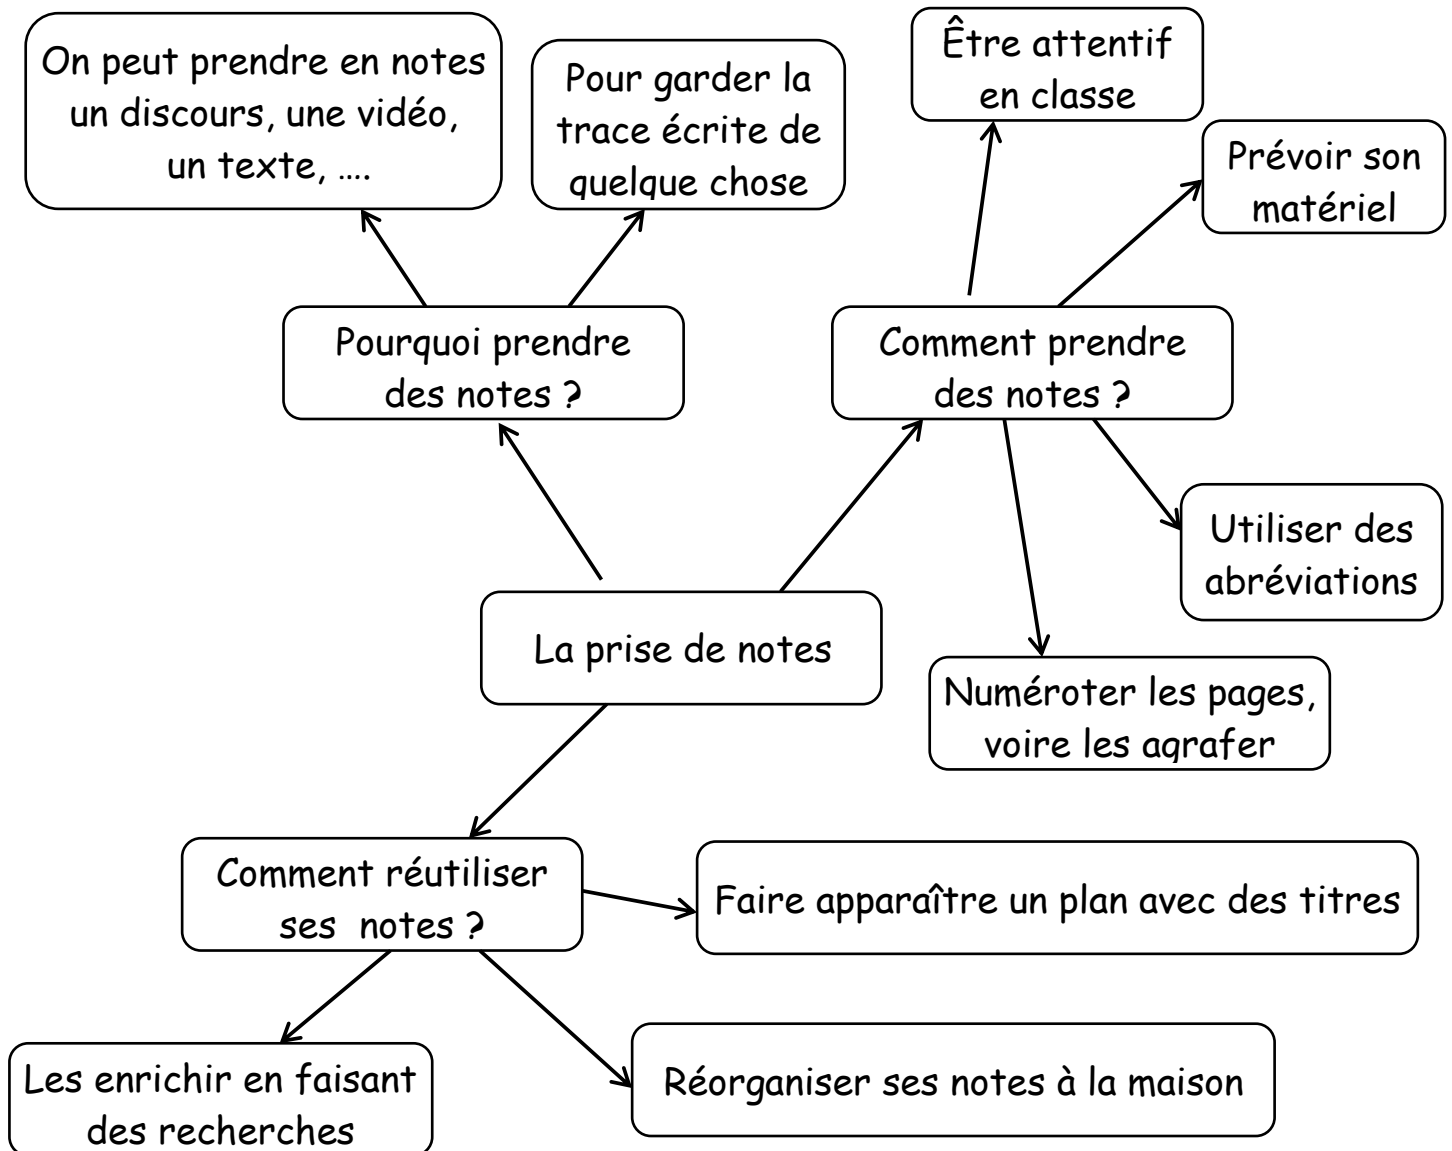 On peut prendre en notes
un discours, une vidéo,
un texte, ....
Pour garder la
trace écrite de
quelque chose
Être attentif
en classe
Prévoir son
matériel
Pourquoi prendre
des notes ?
Comment prendre
des notes ?
Utiliser des
abréviations
La prise de notes
Numéroter les pages,
voire les agrafer
Comment réutiliser
ses notes ?
Faire apparaître un plan avec des titres
Les enrichir en faisant
des recherches
Réorganiser ses notes à la maison